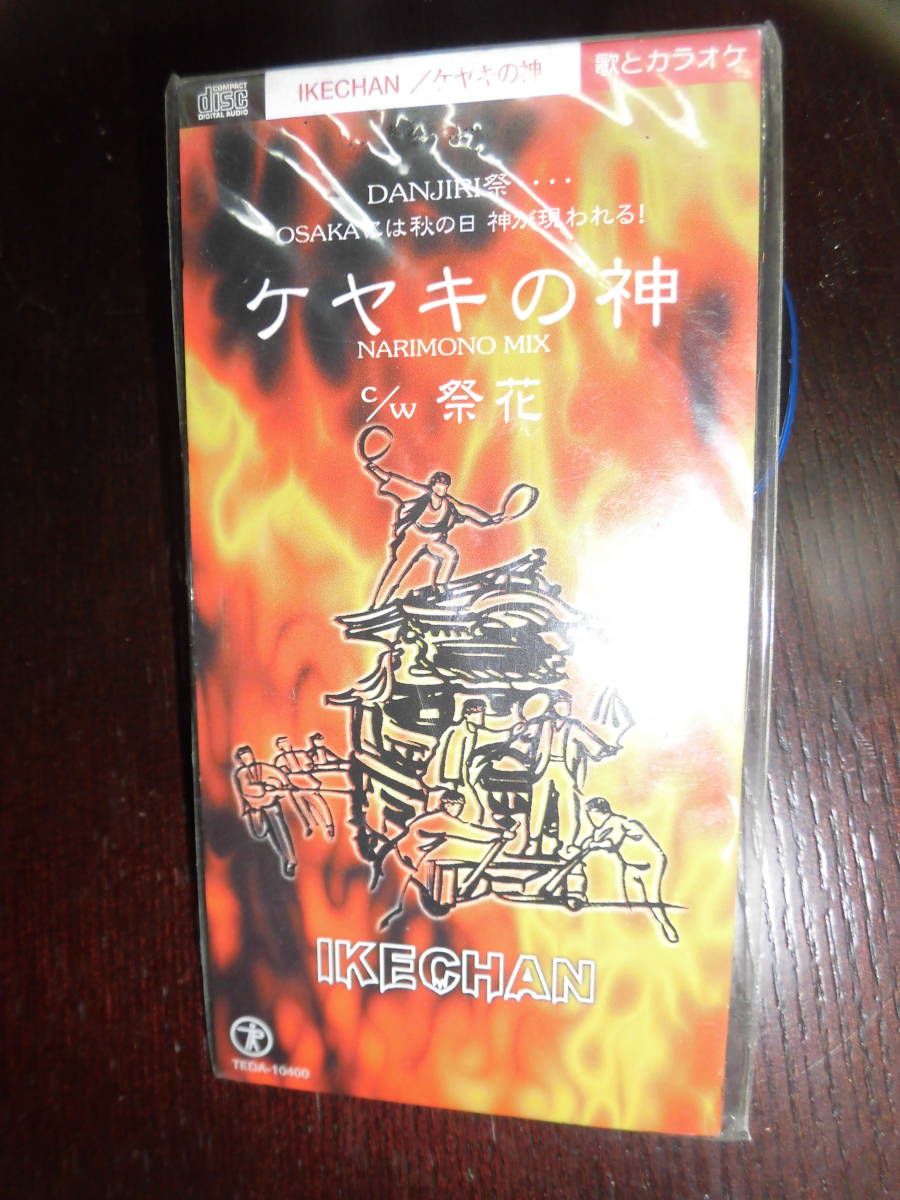 COMPACT
disc
DIGITAL AUDIO
IKECHAN /ケヤキの神
歌とカラオケ
DANJIRI祭・・・
OSAKAには秋の日 神が現われる!
ケヤキの神
NARIMONO MIX
c/w 祭花
IKECHAN
TEDA-10400